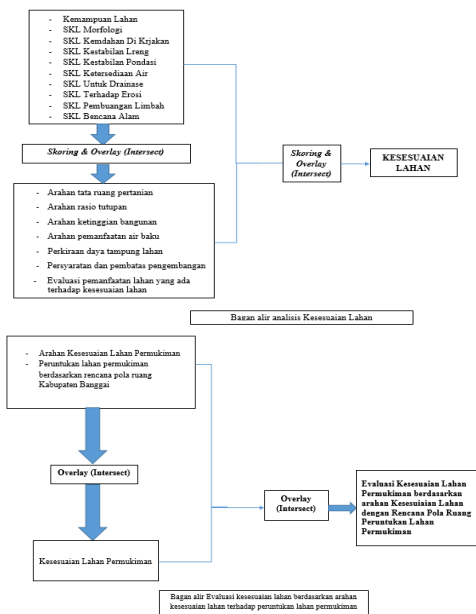 - Kemampuan Lahan
- SKL Morfologi
- SKL Kemdahan Di Krjakan
- SKL Kestabilan Lreng
- SKL Kestabilan Pondasi
- SKL Ketersediaan Air
- SKL Untuk Drainase
- SKL Terhadap Erosi
- SKL Pembuangan Limbah
- SKL Bencana Alam
Skoring & Overlay (Intersect)
- Arahan tata ruang pertanian
- Arahan rasio tutupan
- Arahan ketinggian bangunan
- Arahan pemanfaatan air baku
- Perkiraan daya tampung lahan
- Persyaratan dan pembatas pengembangan
- Evaluasi pemanfaatan lahan yang ada
terhadap kesesuaian lahan
Skoring &
Overlay
(Intersect)
KESESUAIAN
LAHAN
Bagan alir analisis Kesesuaian Lahan
- Arahan Kesesuaian Lahan Permukiman
- Peruntukan lahan permukiman
berdasarkan rencana pola ruang
Kabupaten Banggai
Overlay (Intersect)
Kesesuaian Lahan Permukiman
Overlay
(Intersect)
Evaluasi Kesesuaian Lahan
Permukiman berdasarkan
arahan Kesesuiaian Lahan
dengan Rencana Pola Ruang
Peruntukan Lahan
Permukiman
Bagan alir Evaluasi kesesuaian lahan berdasarkan arahan
kesesuaian lahan terhadap peruntukan lahan permukiman